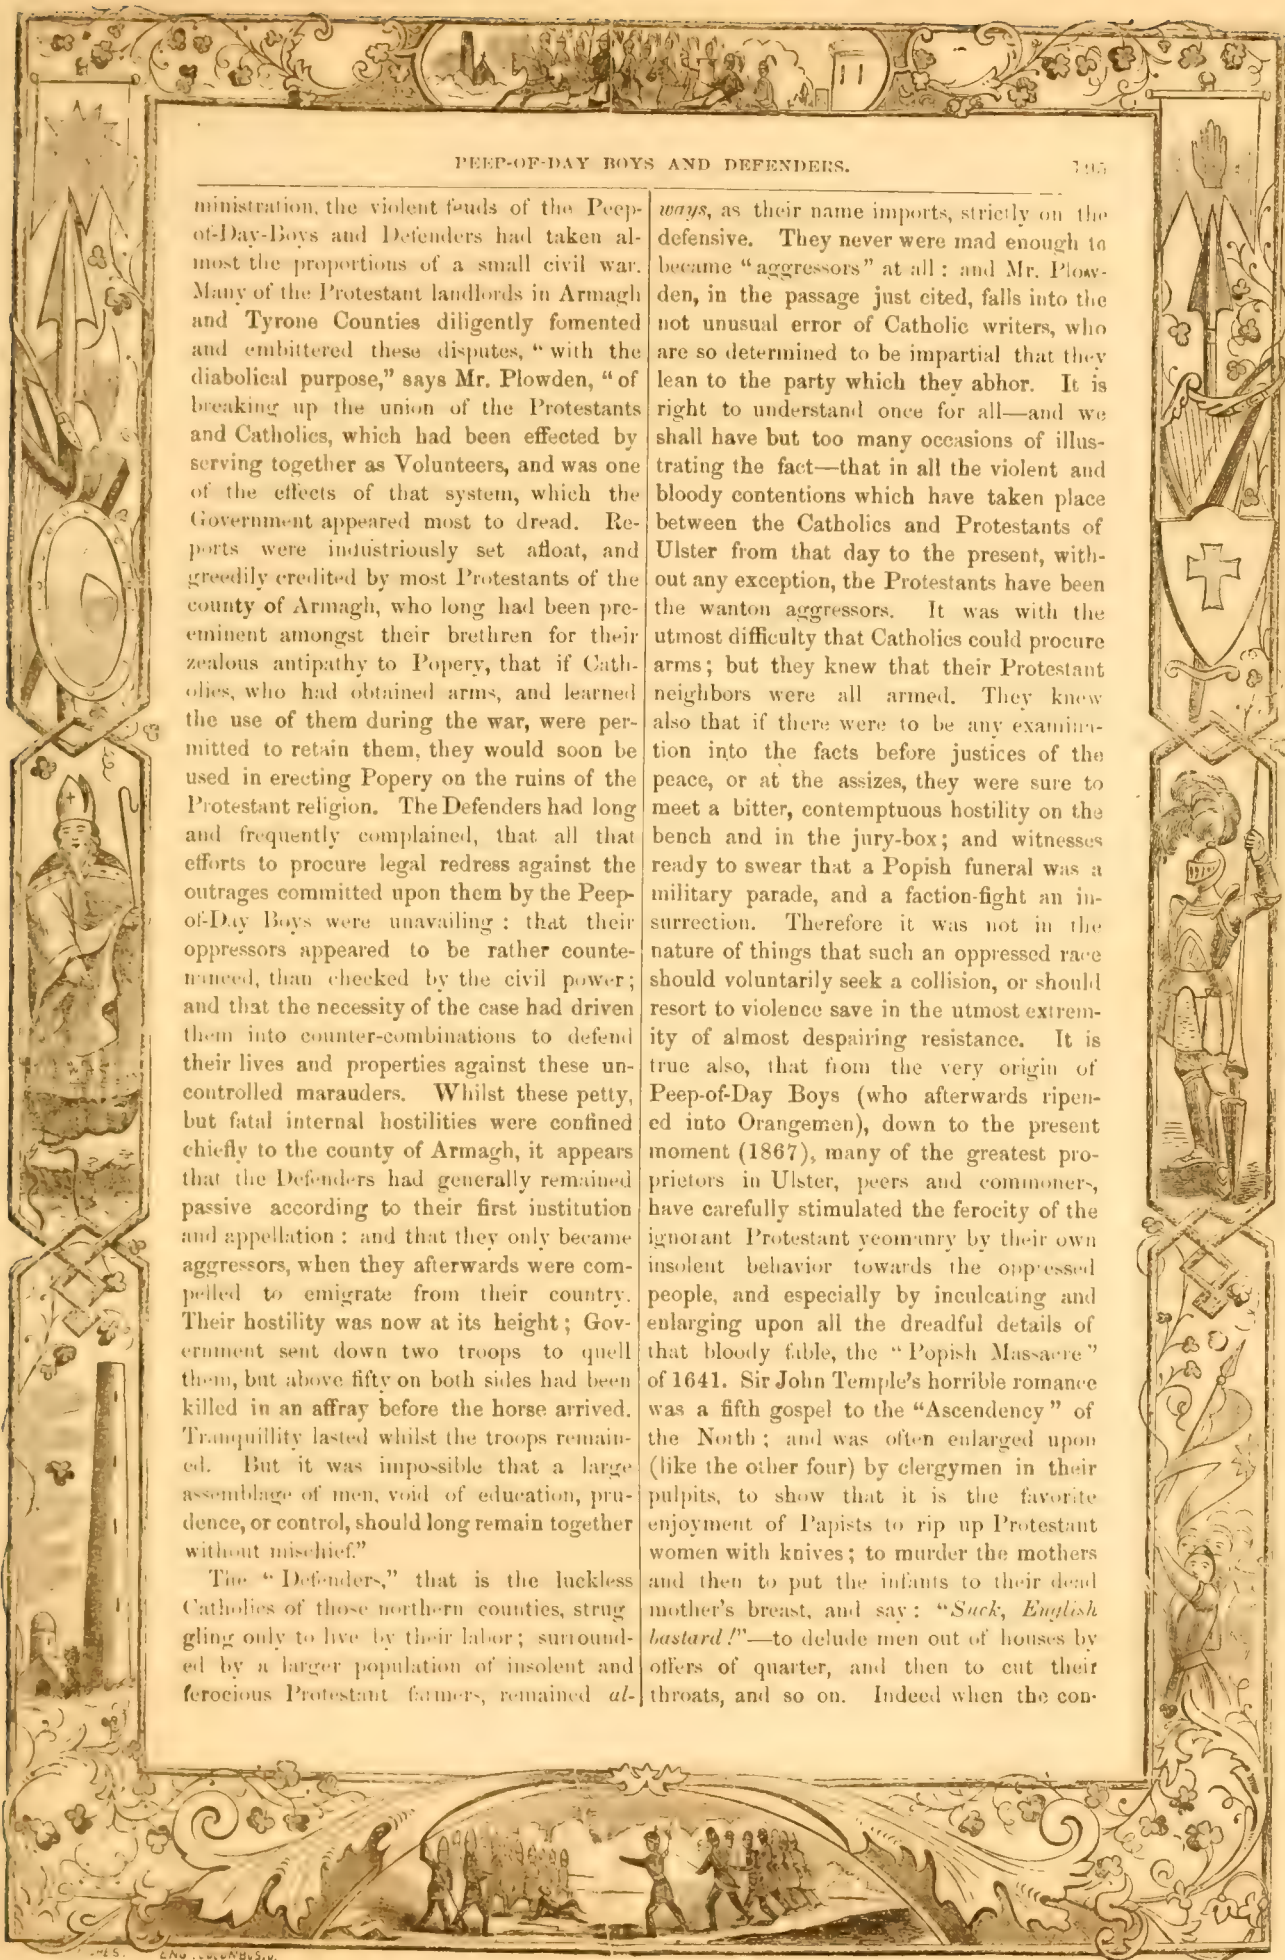 PEEP-OF-DAY BOYS AND DEFENDERS.
ministration, the violent feuds of the Peep-
of-Day-Boys and Defenders had taken al-
most the proportions of a small civil war.
Many of the Protestant landlords in Armagh
and Tyrone Counties diligently fomented
and embittered these disputes, "with the
diabolical purpose," says Mr. Plowden, "of
breaking up the union of the Protestants
and Catholics, which had been effected by
serving together as Volunteers, and was one
of the effects of that system, which the
Government appeared most to dread. Re-
ports were industriously set afloat, and
greedily credited by most Protestants of the
county of Armagh, who long had been pre-
eminent amongst their brethren for their
zealous antipathy to Popery, that if Cath-
olics, who had obtained arms, and learned
the use of them during the war, were per-
mitted to retain them, they would soon be
used in erecting Popery on the ruins of the
Protestant religion. The Defenders had long
and frequently complained, that all that
efforts to procure legal redress against the
outrages committed upon them by the Peep-
of-Day Boys were unavailing : that their
oppressors appeared to be rather counte-
nanced, than checked by the civil power;
and that the necessity of the case had driven
them into counter-combinations to defend
their lives and properties against these un-
controlled marauders. Whilst these petty,
but fatal internal hostilities were confined
chiefly to the county of Armagh, it appears
that the Defenders had generally remained
passive according to their first institution
and appellation : and that they only became
aggressors, when they afterwards were com-
pelled to emigrate from their country.
Their hostility was now at its height; Gov-
ernment sent down two troops to quell
them, but above fifty on both sides had been
killed in an affray before the horse arrived.
Tranquillity lasted whilst the troops remain-
ed. But it was impossible that a large
assemblage of men, void of education, pru-
dence, or control, should long remain together
without mischief."
The "Defenders," that is the luckless
Catholics of those northern counties, strug
gling only to live by their labor; surround-
ed by a larger population of insolent and
ferocious Protestant farmers, remained al-
ways, as their name imports, strictly on the
defensive. They never were mad enough to
became "aggressors" at all : and Mr. Plow-
den, in the passage just cited, falls into the
not unusual error of Catholic writers, who
are so determined to be impartial that they
lean to the party which they abhor. It is
right to understand once for all—and we
shall have but too many occasions of illus-
trating the fact—that in all the violent and
bloody contentions which have taken place
between the Catholics and Protestants of
Ulster from that day to the present, with-
out any exception, the Protestants have been
the wanton aggressors. It was with the
utmost difficulty that Catholics could procure
arms; but they knew that their Protestant
neighbors were all armed. They knew
also that if there were to be any examina-
tion into the facts before justices of the
peace, or at the assizes, they were sure to
meet a bitter, contemptuous hostility on the
bench and in the jury-box; and witnesses
ready to swear that a Popish funeral was a
military parade, and a faction-fight an in-
surrection. Therefore it was not in the
nature of things that such an oppressed race
should voluntarily seek a collision, or should
resort to violence save in the utmost extrem-
ity of almost despairing resistance. It is
true also, that from the very origin of
Peep-of-Day Boys (who afterwards ripen-
ed into Orangemen), down to the present
moment (1867), many of the greatest pro-
prietors in Ulster, peers and commoners,
have carefully stimulated the ferocity of the
ignorant Protestant yeomanry by their own
insolent behavior towards the oppressed
people, and especially by inculcating and
enlarging upon all the dreadful details of
that bloody fable, the "Popish Massacre"
of 1641. Sir John Temple's horrible romance
was a fifth gospel to the "Ascendency" of
the North; and was often enlarged upon
(like the other four) by clergymen in their
pulpits, to show that it is the favorite
enjoyment of Papists to rip up Protestant
women with knives; to murder the mothers
and then to put the infants to their dead
mother's breast, and say: "Suck, English
bastard!"—to delude men out of houses by
offers of quarter, and then to cut their
throats, and so on. Indeed when the con-